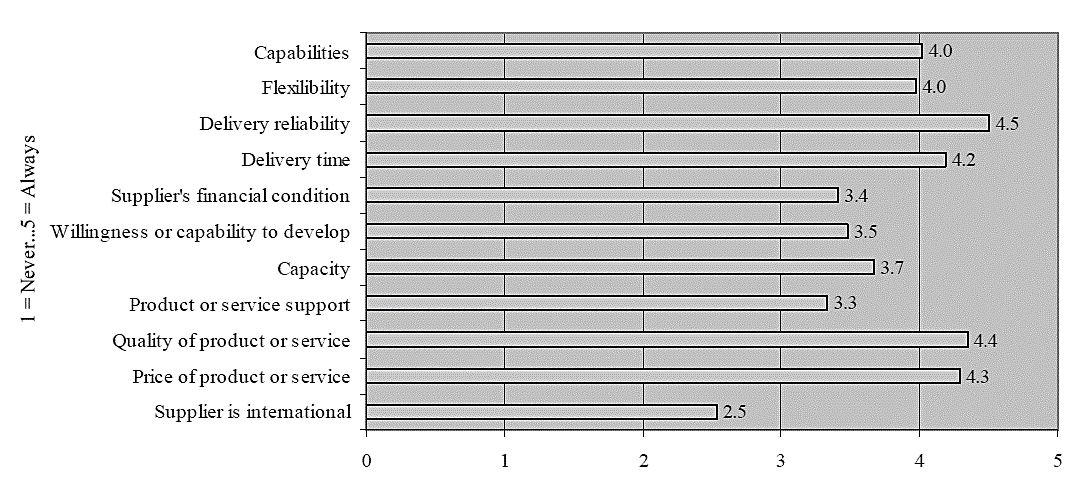 Capabilities 4.0
Flexilibility 4.0
Delivery reliability 4.5
Delivery time 4.2
Supplier's financial condition 3.4
Willingness or capability to develop 3.5
Capacity 3.7
Product or service support 3.3
Quality of product or service 4.4
Price of product or service 4.3
Supplier is international 2.5
0 1 2 3 4 5
1 = Never...5 = Always